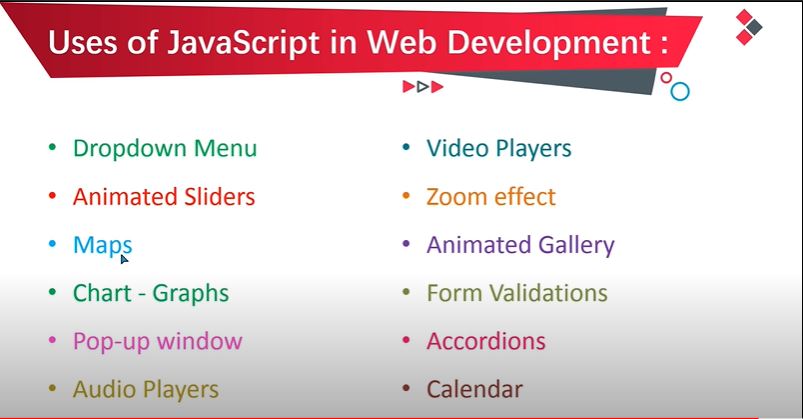 Uses of JavaScript in Web Development :
• Dropdown Menu
• Animated Sliders
• Maps
• Chart - Graphs
• Pop-up window
• Audio Players
• Video Players
• Zoom effect
• Animated Gallery
• Form Validations
• Accordions
• Calendar